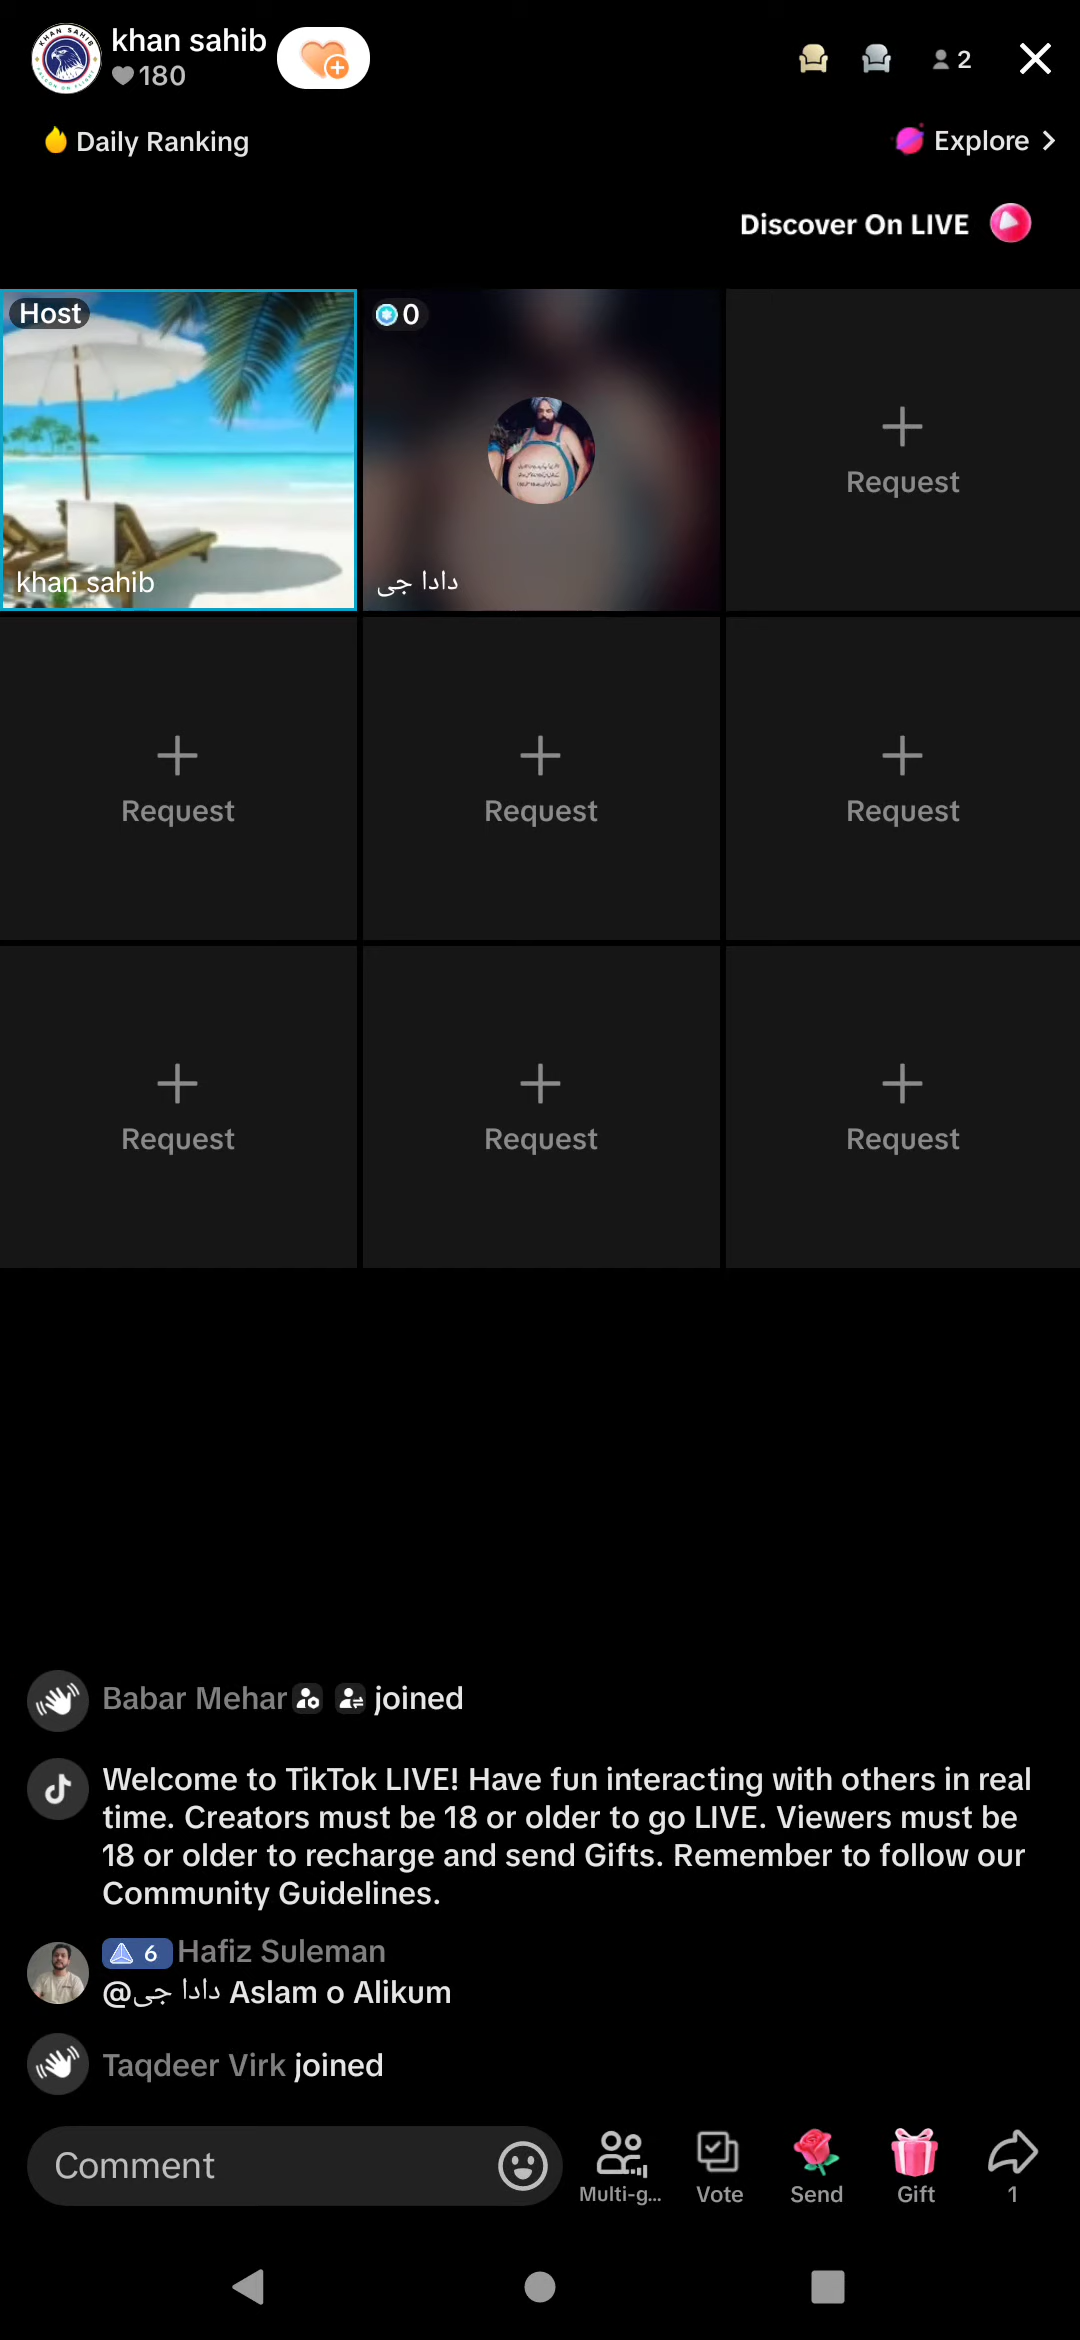 khan sahib
180
2
Daily Ranking
Explore
Discover On LIVE
Host
khan sahib
0
دادا جی
Request
Request
Request
Request
Request
Request
Request
Babar Mehar joined
Welcome to TikTok LIVE! Have fun interacting with others in real
time. Creators must be 18 or older to go LIVE. Viewers must be
18 or older to recharge and send Gifts. Remember to follow our
Community Guidelines.
6 Hafiz Suleman
@دادا جی Aslam o Alikum
Taqdeer Virk joined
Comment
Multi-g...
Vote
Send
Gift
1